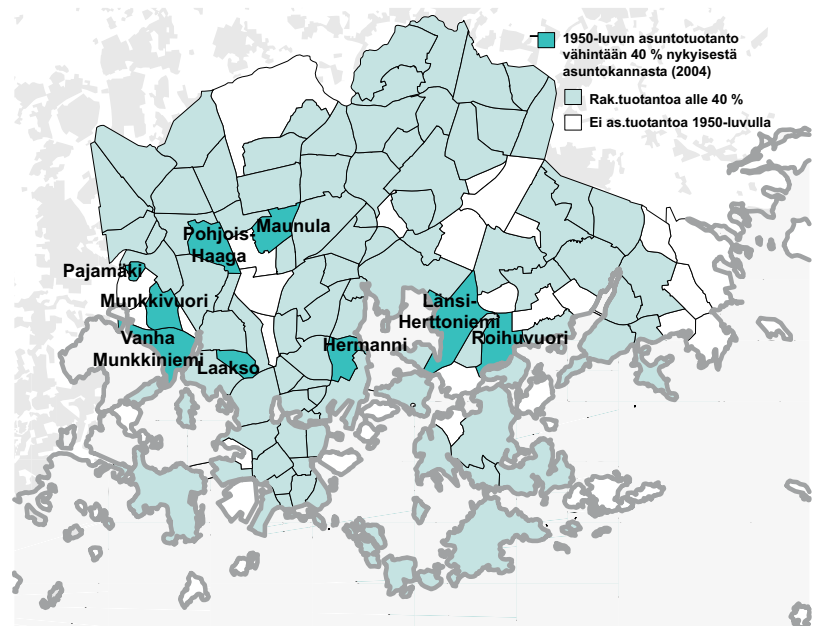 1950-luvun asuntotuotanto
vähintään 40 % nykyisestä
asuntokannasta (2004)
Rak.tuotantoa alle 40 %
Ei as.tuotantoa 1950-luvulla
Maunula
Pohjois-
Haaga
Pajamäki
Munkkivuori
Länsi-
Herttoniemi
Vanha
Munkkiniemi
Roihuvuori
Hermanni
Laakso